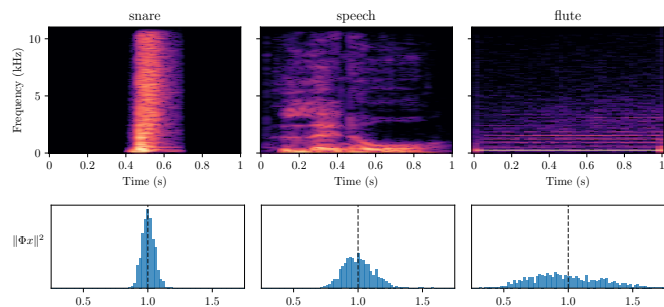 snare speech flute
Frequency (kHz)
10
5
0
0 0.2 0.4 0.6 0.8 1 0 0.2 0.4 0.6 0.8 1 0 0.2 0.4 0.6 0.8 1
Time (s) Time (s) Time (s)
‖Φx‖²
0.5 1.0 1.5 0.5 1.0 1.5 0.5 1.0 1.5